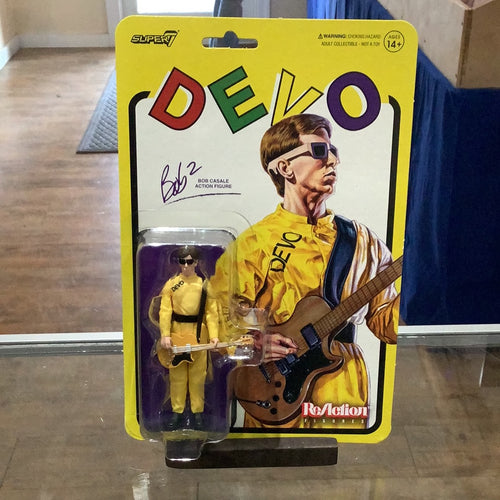 SUPER7
WARNING: CHOKING HAZARD
ADULT COLLECTIBLE • NOT A TOY
AGES
14+
DEVO
Bob 2
BOB CASALE
ACTION FIGURE
DEVO
DEVO
ReAction
FIGURES